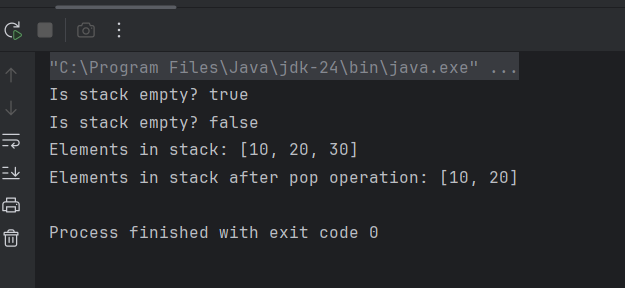 "C:\Program Files\Java\jdk-24\bin\java.exe" ...
Is stack empty? true
Is stack empty? false
Elements in stack: [10, 20, 30]
Elements in stack after pop operation: [10, 20]
Process finished with exit code 0